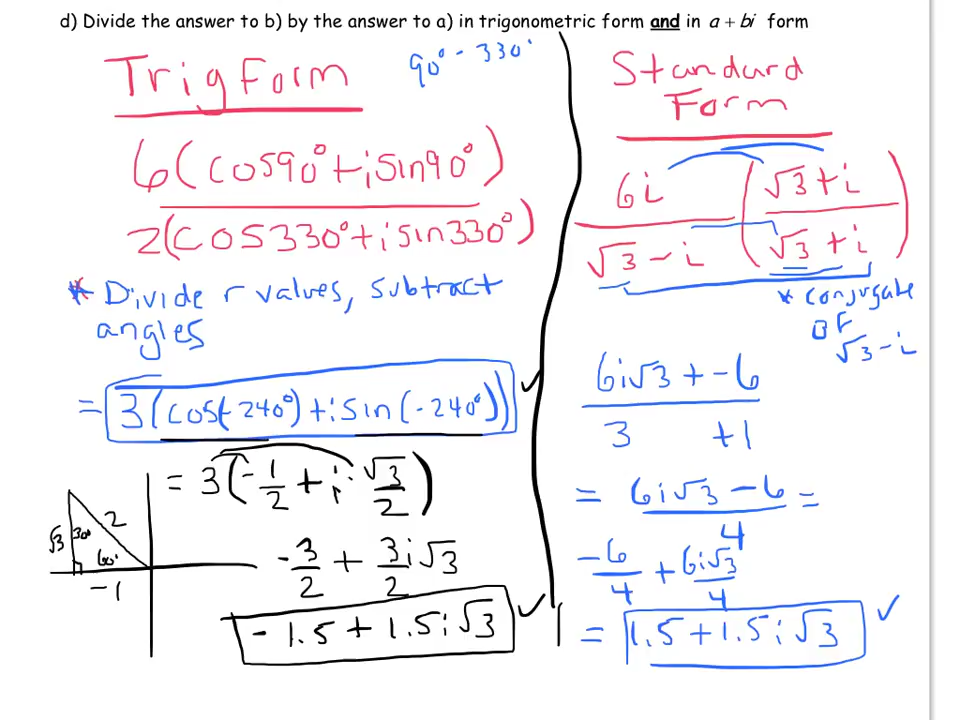 d) Divide the answer to b) by the answer to a) in trigonometric form and in a + bi form
Trig Form
90° - 330°
6(cos90° + i sin90°)
2(cos330° + i sin330°)
* Divide r values, subtract
angles
= 3(cos(-240°) + i sin(-240°))
= 3(-1/2 + i · √3/2)
√3 30° 2
60°
-1
-3/2 + 3/2 i√3
- 1.5 + 1.5i√3
Standard
Form
6i (√3 + i)
√3 - i (√3 + i)
* conjugate
OF
√3 - i
6i√3 + -6
3 + 1
= 6i√3 - 6 =
4
-6/4 + 6i√3/4
= 1.5 + 1.5i√3